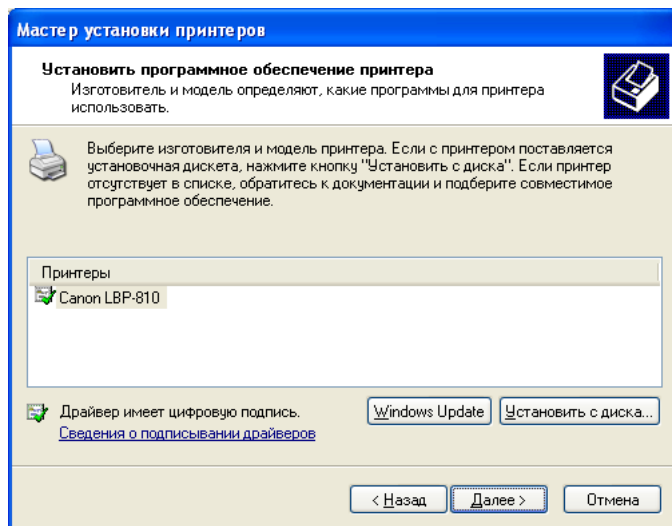 Мастер установки принтеров
Установить программное обеспечение принтера
Изготовитель и модель определяют, какие программы для принтера
использовать.
Выберите изготовителя и модель принтера. Если с принтером поставляется
установочная дискета, нажмите кнопку "Установить с диска". Если принтер
отсутствует в списке, обратитесь к документации и подберите совместимое
программное обеспечение.
Принтеры
Canon LBP-810
Драйвер имеет цифровую подпись.
Windows Update
Установить с диска...
Сведения о подписывании драйверов
< Назад
Далее >
Отмена